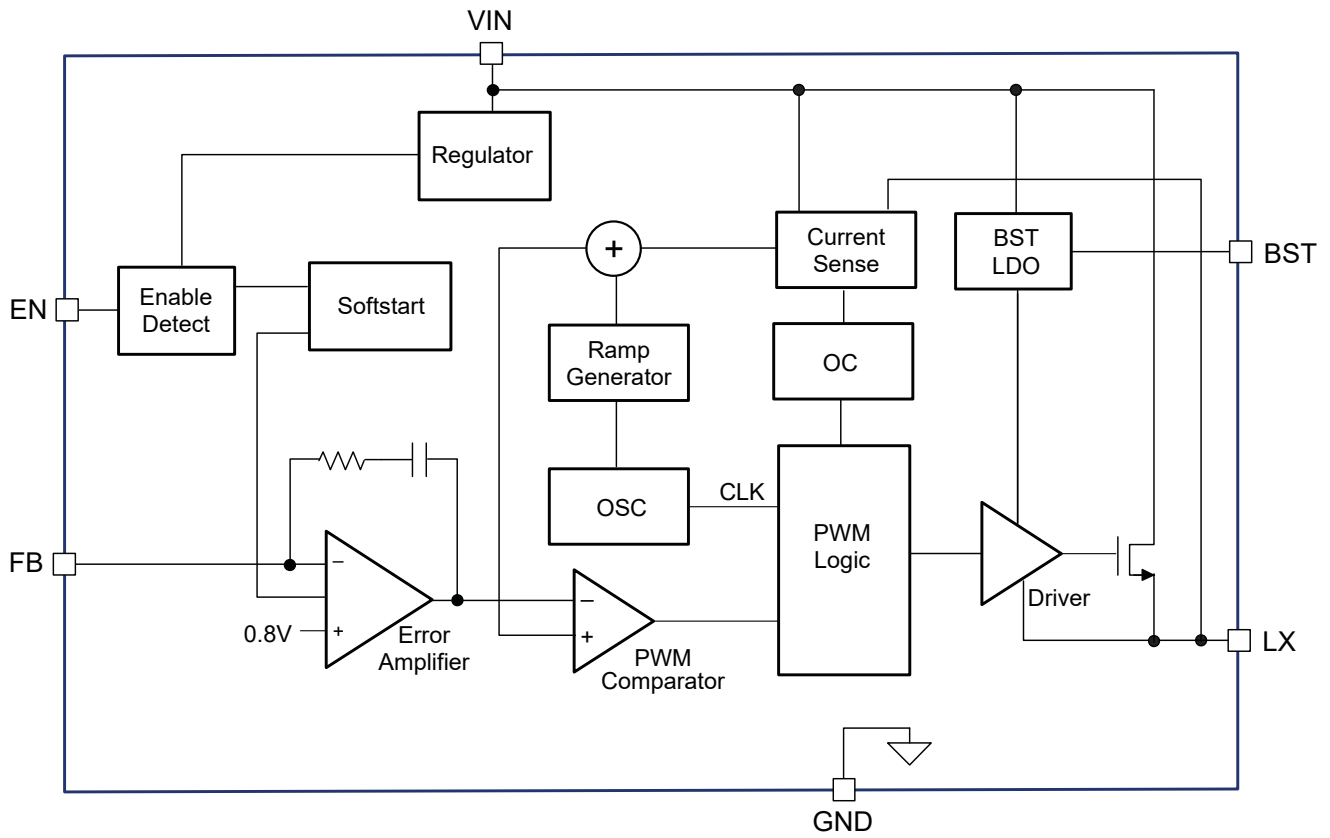 VIN
Regulator
+
Current
Sense
BST
LDO
BST
EN
Enable
Detect
Softstart
Ramp
Generator
OC
OSC
CLK
PWM
Logic
FB
−
+
0.8V
Error
Amplifier
−
+
PWM
Comparator
Driver
LX
GND